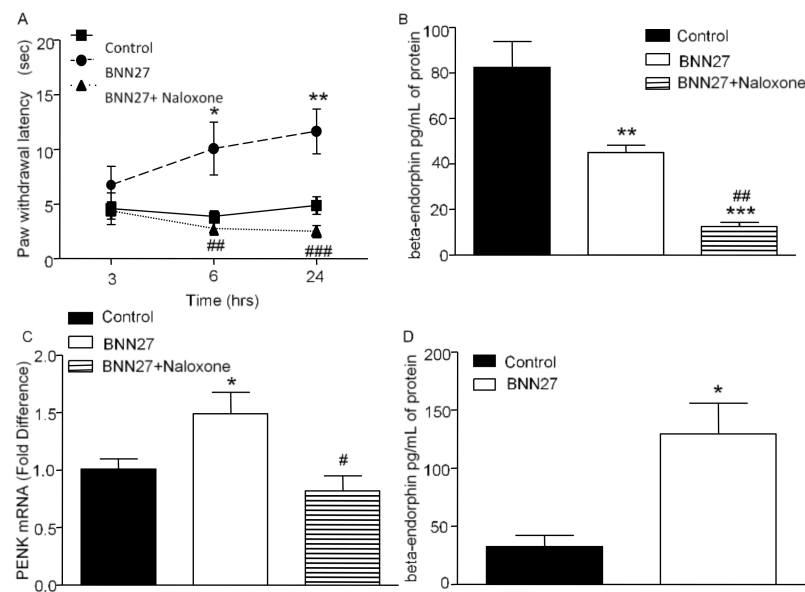 A
Control
BNN27
BNN27+ Naloxone
Paw withdrawal latency (sec)
20
15
10
5
0
*
**
##
###
3
6
24
Time (hrs)
B
Control
BNN27
BNN27+Naloxone
beta-endorphin pg/mL of protein
100
80
60
40
20
0
**
##
***
C
Control
BNN27
BNN27+Naloxone
PENK mRNA (Fold Difference)
2.0
1.5
1.0
0.5
0.0
*
#
D
Control
BNN27
beta-endorphin pg/mL of protein
200
150
100
50
0
*